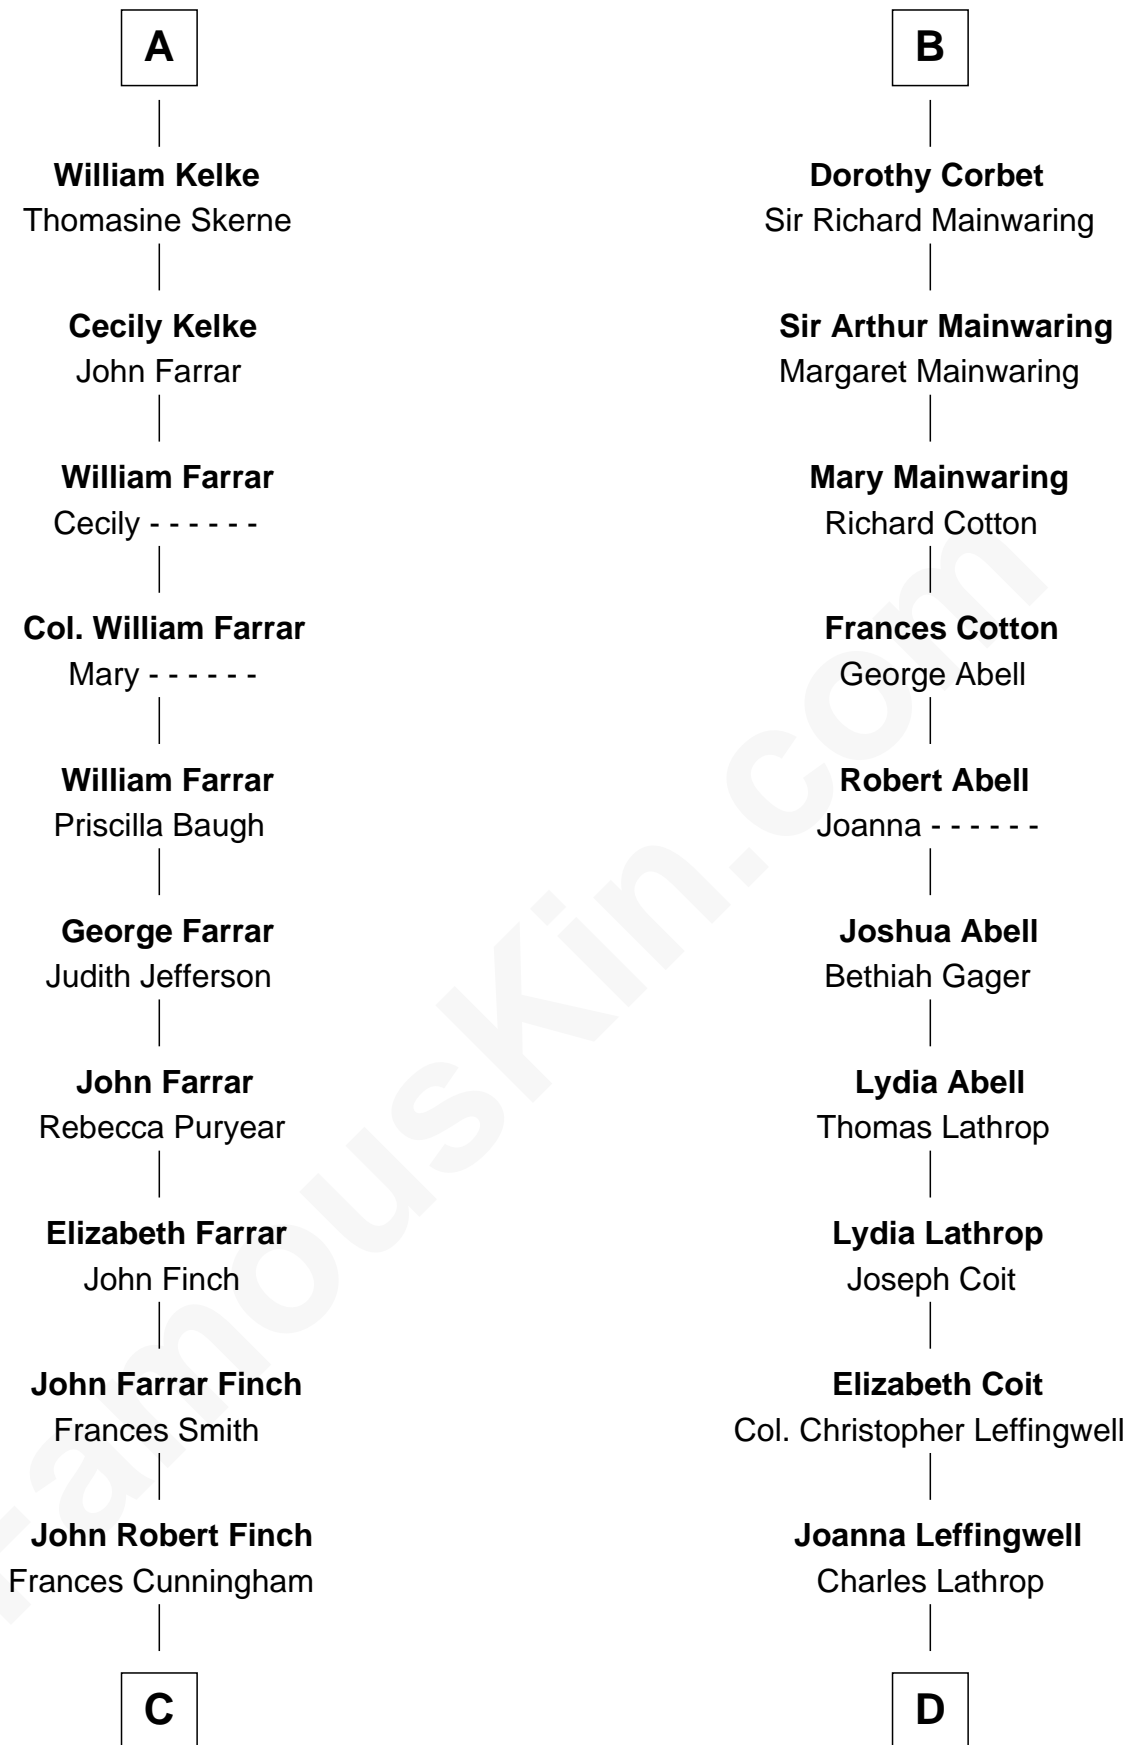 A
William Kelke
Thomasine Skerne
Cecily Kelke
John Farrar
William Farrar
Cecily - - - - - -
Col. William Farrar
Mary - - - - - -
William Farrar
Priscilla Baugh
George Farrar
Judith Jefferson
John Farrar
Rebecca Puryear
Elizabeth Farrar
John Finch
John Farrar Finch
Frances Smith
John Robert Finch
Frances Cunningham
C
B
Dorothy Corbet
Sir Richard Mainwaring
Sir Arthur Mainwaring
Margaret Mainwaring
Mary Mainwaring
Richard Cotton
Frances Cotton
George Abell
Robert Abell
Joanna - - - - - -
Joshua Abell
Bethiah Gager
Lydia Abell
Thomas Lathrop
Lydia Lathrop
Joseph Coit
Elizabeth Coit
Col. Christopher Leffingwell
Joanna Leffingwell
Charles Lathrop
D
FamousKin.com